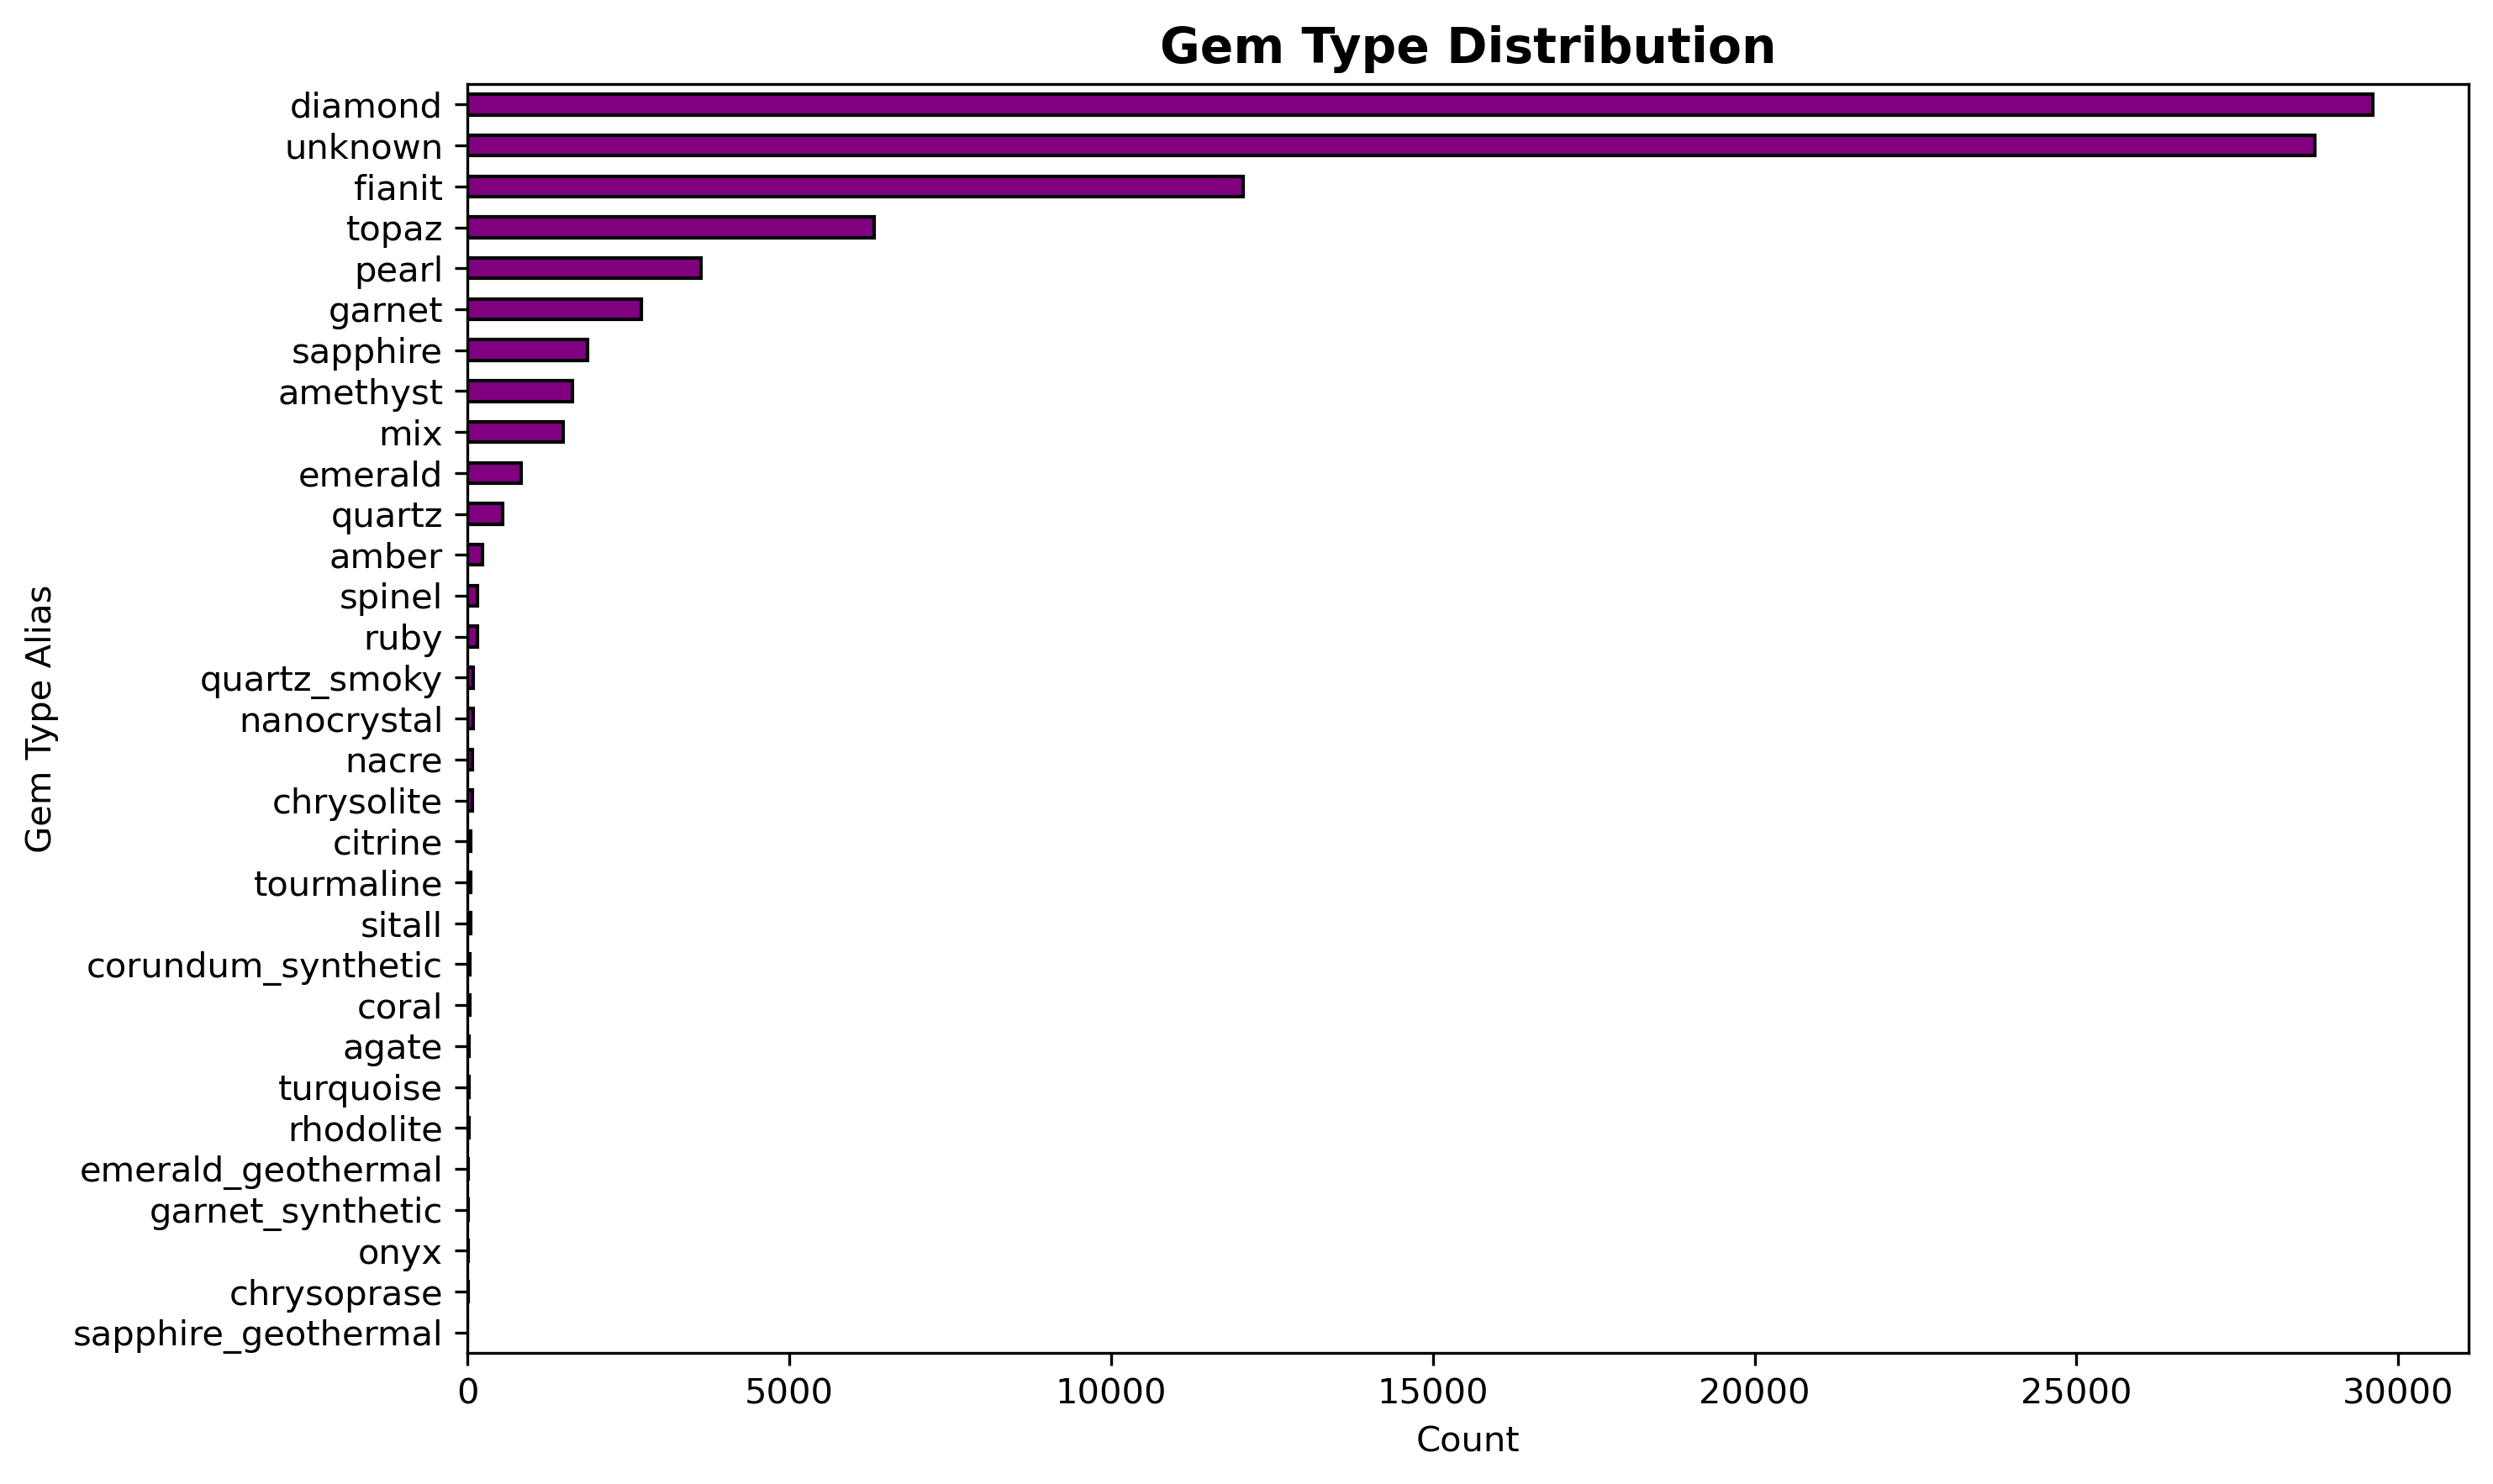 Gem Type Distribution
diamond
unknown
fianit
topaz
pearl
garnet
sapphire
amethyst
mix
emerald
quartz
amber
spinel
ruby
quartz_smoky
nanocrystal
nacre
chrysolite
citrine
tourmaline
sitall
corundum_synthetic
coral
agate
turquoise
rhodolite
emerald_geothermal
garnet_synthetic
onyx
chrysoprase
sapphire_geothermal
Gem Type Alias
0 5000 10000 15000 20000 25000 30000
Count